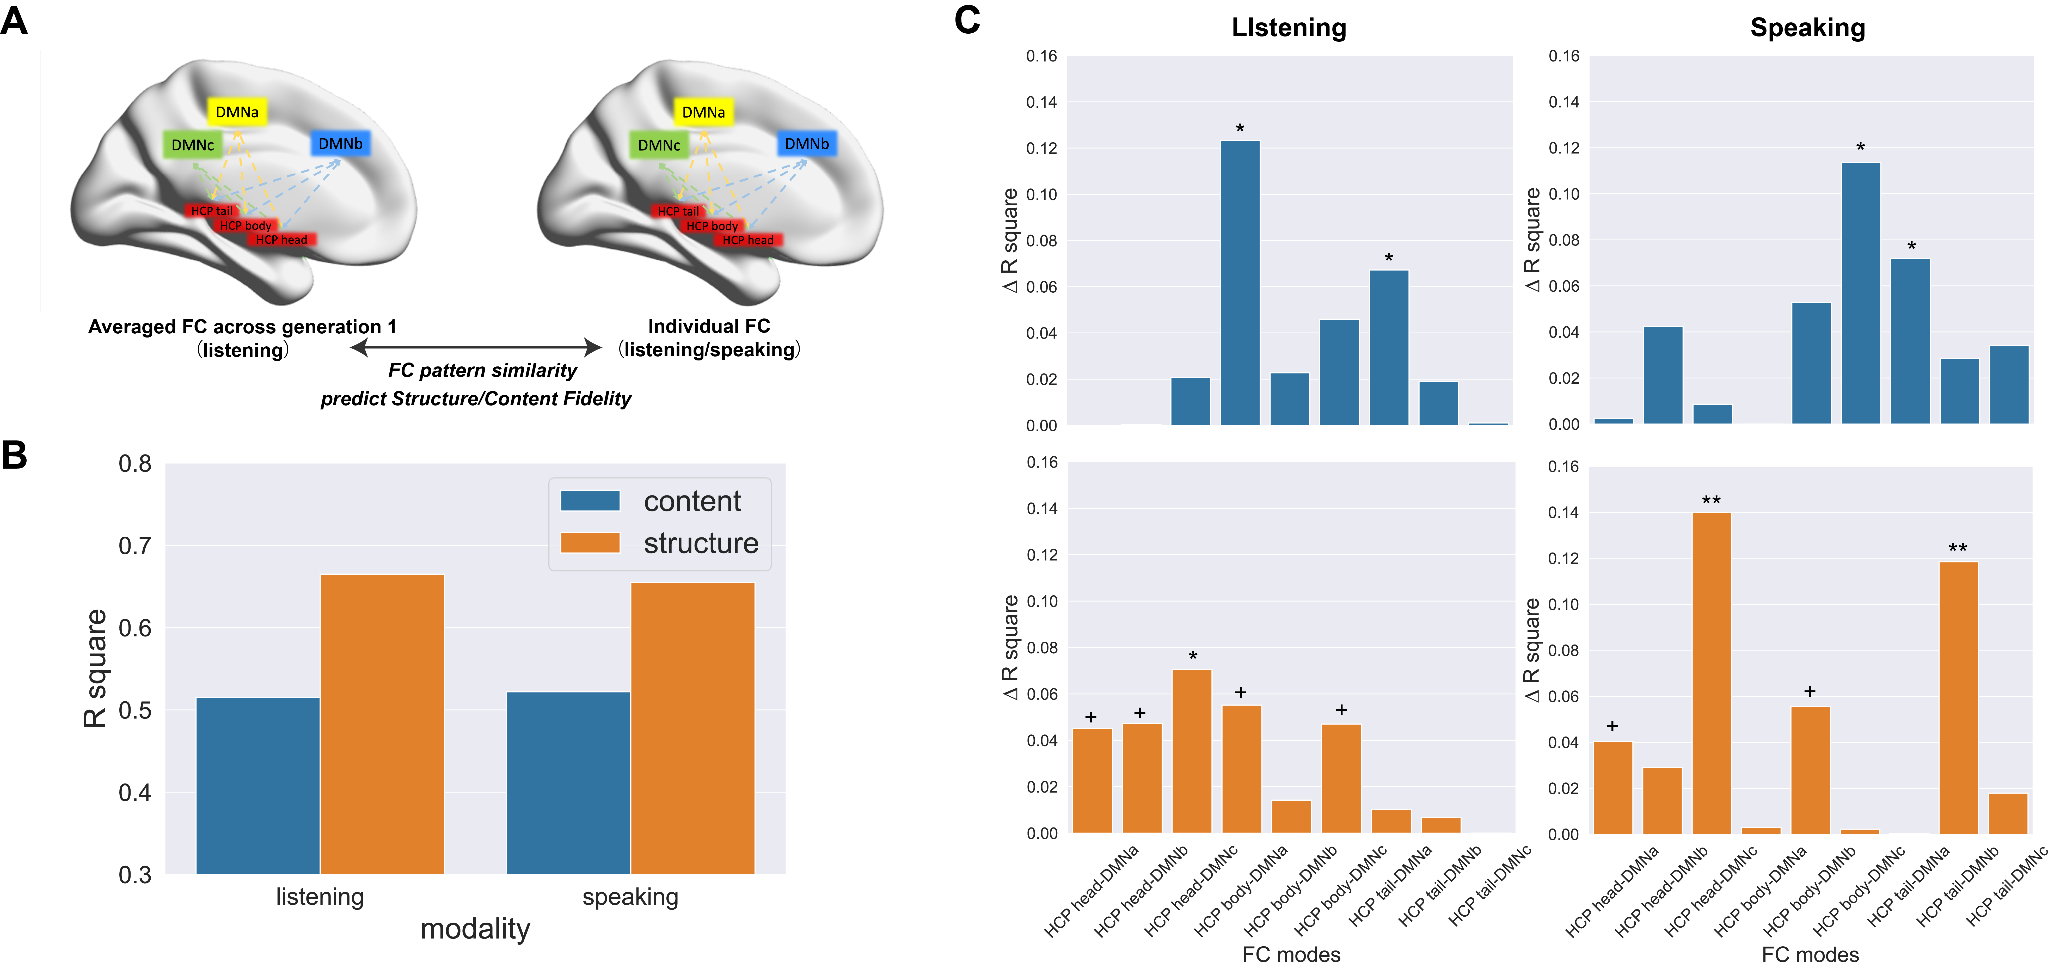 A
DMNa
DMNc
DMNb
HCP tail
HCP body
HCP head
DMNa
DMNc
DMNb
HCP tail
HCP body
HCP head
Averaged FC across generation 1
(listening)
Individual FC
(listening/speaking)
FC pattern similarity
predict Structure/Content Fidelity
B
0.8
0.7
0.6
0.5
0.4
0.3
R square
content
structure
listening
speaking
modality
C
LIstening
0.16
0.14
0.12
0.10
0.08
0.06
0.04
0.02
0.00
Δ R square
*
*
Speaking
0.16
0.14
0.12
0.10
0.08
0.06
0.04
0.02
0.00
Δ R square
*
*
0.16
0.14
0.12
0.10
0.08
0.06
0.04
0.02
0.00
Δ R square
+
+
*
+
+
HCP head-DMNa
HCP head-DMNb
HCP head-DMNc
HCP body-DMNa
HCP body-DMNb
HCP body-DMNc
HCP tail-DMNa
HCP tail-DMNb
HCP tail-DMNc
FC modes
0.16
0.14
0.12
0.10
0.08
0.06
0.04
0.02
0.00
Δ R square
+
**
+
**
HCP head-DMNa
HCP head-DMNb
HCP head-DMNc
HCP body-DMNa
HCP body-DMNb
HCP body-DMNc
HCP tail-DMNa
HCP tail-DMNb
HCP tail-DMNc
FC modes